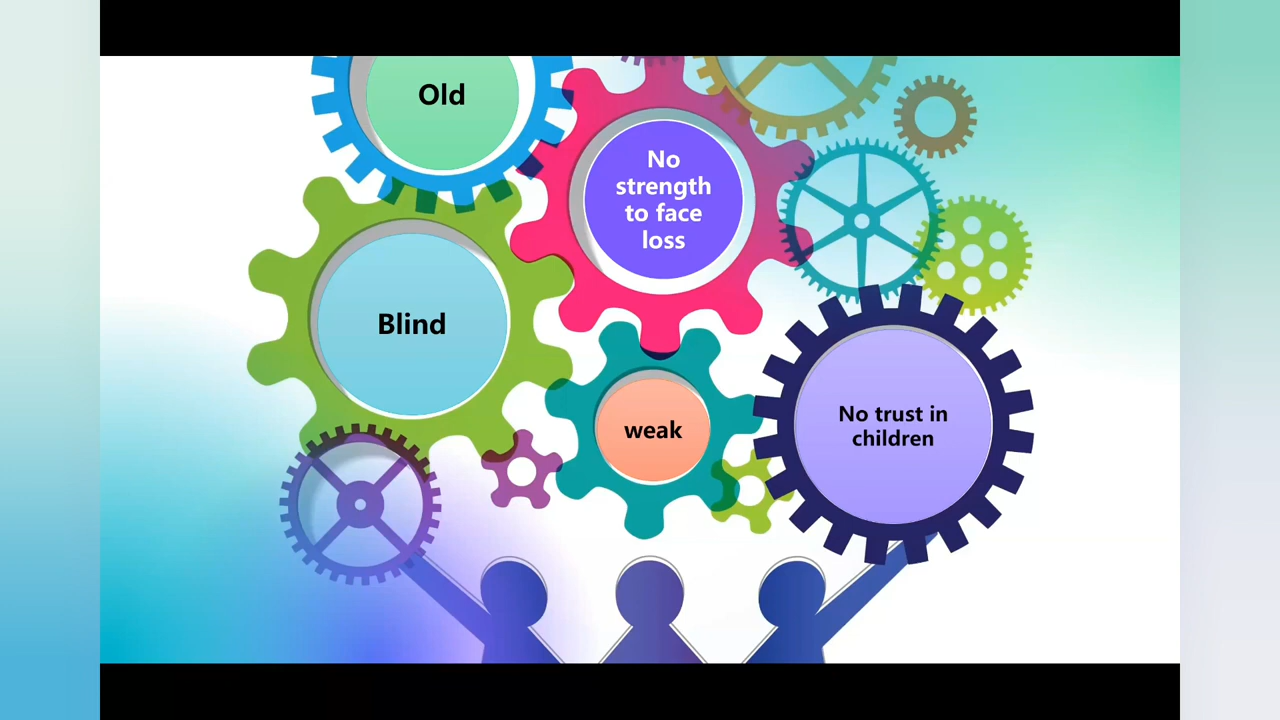 Old
No
strength
to face
loss
Blind
weak
No trust in
children